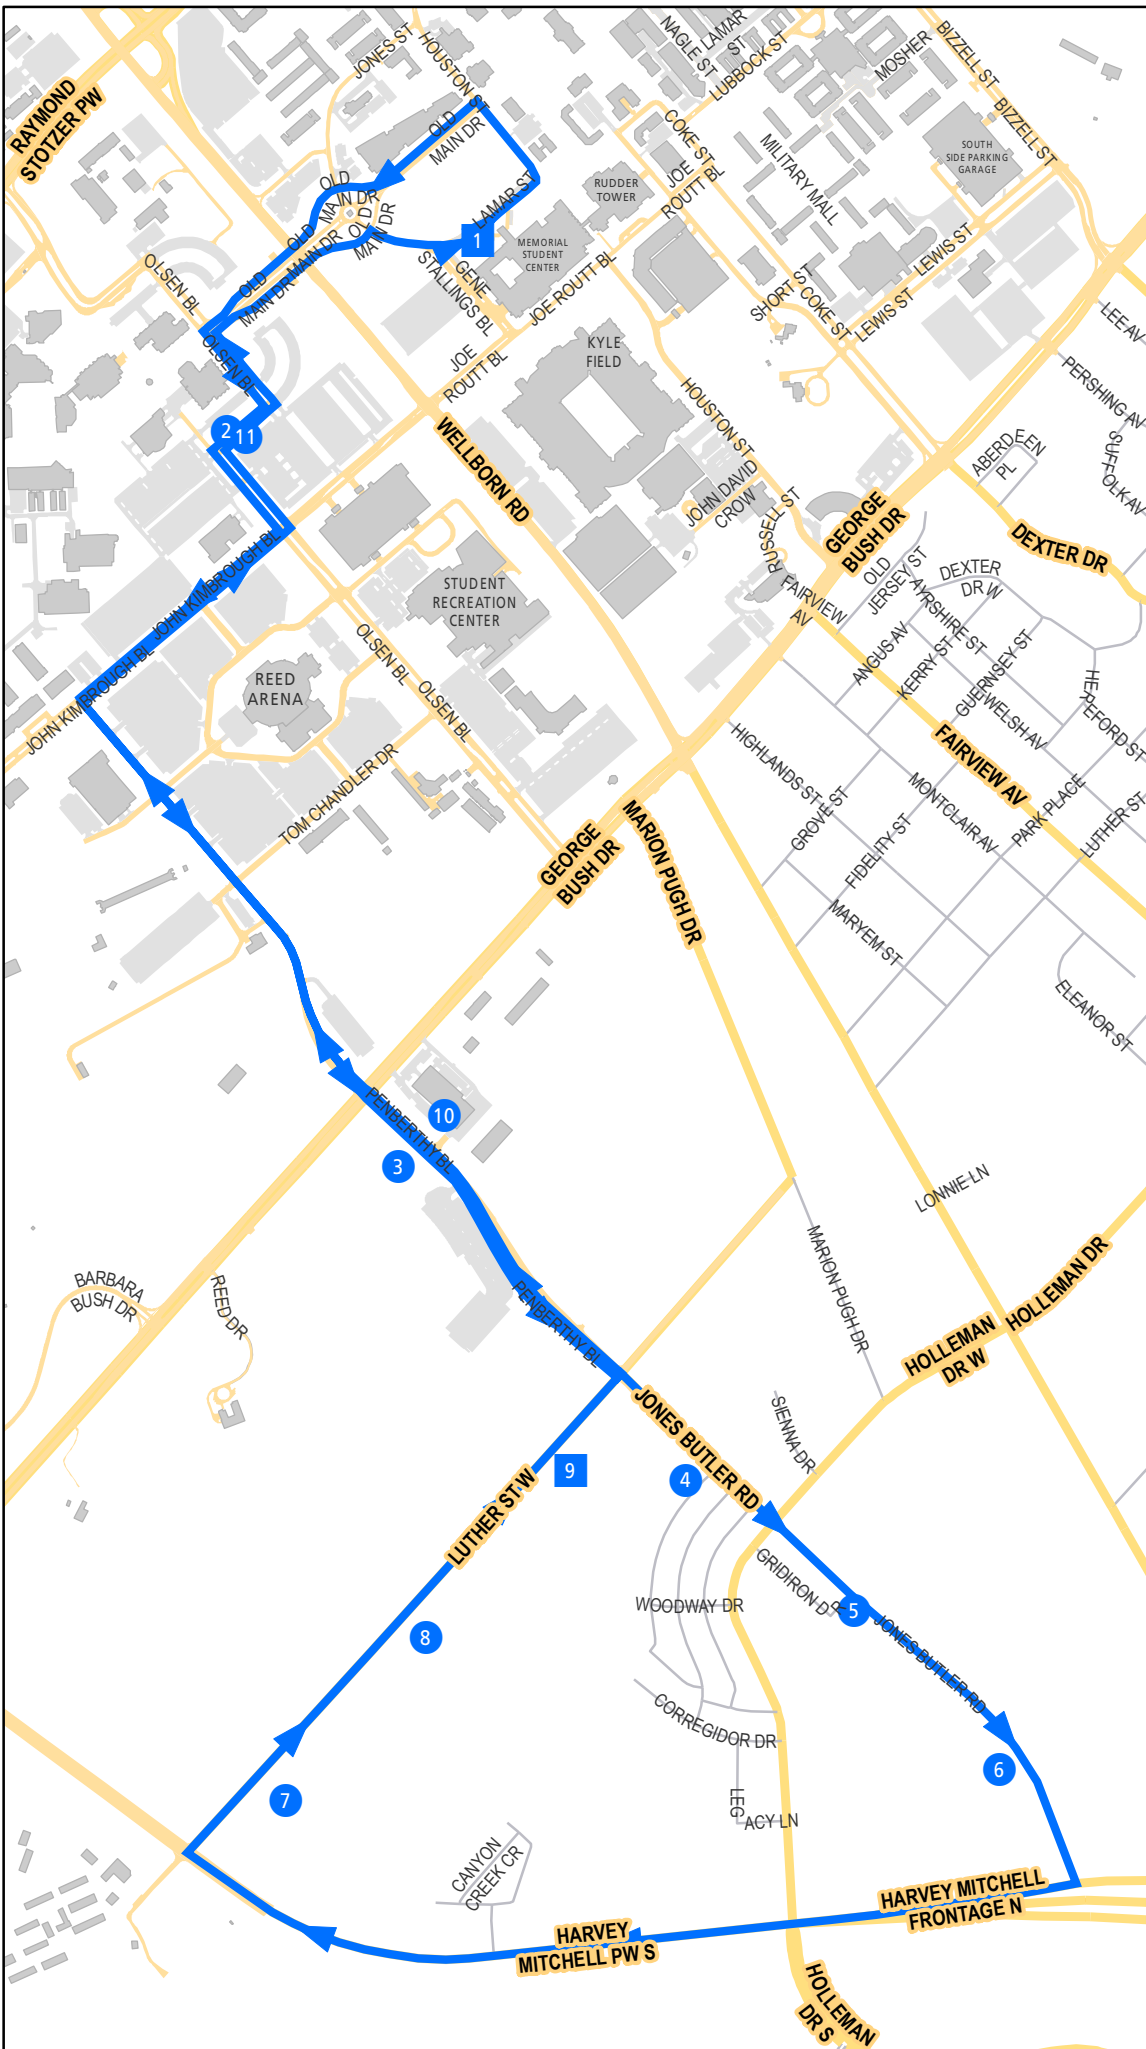 JONES ST
HOUSTON ST
NAGLE ST
LAMAR
ST
LUBBOCK ST
MOSHER
BIZZELL ST
BIZZELL ST
RAYMOND
STOTZER PW
OLD
MAIN DR
COKE ST
JOE
ROUTT BL
MILITARY MALL
SOUTH
SIDE PARKING
GARAGE
RUDDER
TOWER
OLD
MAIN DR
OLD
MAIN DR
LAMAR ST
1
MEMORIAL
STUDENT
CENTER
GENE
STALLINGS BL
OLD
MAIN DR
OLD
MAIN DR
OLSEN BL
OLSEN BL
JOE ROUTT BL
JOE
ROUTT BL
SHORT ST
COKE ST
LEWIS ST
LEWIS ST
LEE AV
PERSHING AV
SUFFOLK AV
KYLE
FIELD
HOUSTON ST
2
11
WELLBORN RD
JOHN DAVID
CROW
RUSSELL ST
GEORGE
BUSH DR
ABERDEEN
PL
DEXTER DR
OLD
JERSEY ST
DEXTER
DR W
FAIRVIEW
AV
AYRSHIRE ST
ANGUS AV
KERRY ST
GUERNSEY ST
WELSH AV
HEREFORD ST
JOHN KIMBROUGH BL
JOHN KIMBROUGH BL
STUDENT
RECREATION
CENTER
REED
ARENA
OLSEN BL
OLSEN BL
TOM CHANDLER DR
HIGHLANDS ST
GROVE ST
FIDELITY ST
MONTCLAIR AV
FAIRVIEW AV
PARK PLACE
LUTHER ST
MARYEM ST
ELEANOR ST
GEORGE
BUSH DR
MARION PUGH DR
PENBERTHY BL
10
3
BARBARA
BUSH DR
REED DR
PENBERTHY BL
LONNIE LN
MARION PUGH DR
HOLLEMAN DR
HOLLEMAN
DR W
SIENNA DR
JONES BUTLER RD
4
9
LUTHER ST W
GRIDIRON DR
5
JONES BUTLER RD
WOODWAY DR
8
CORREGIDOR DR
6
7
LEGACY LN
CANYON
CREEK CR
HARVEY MITCHELL
FRONTAGE N
HARVEY
MITCHELL PW S
HOLLEMAN
DR S